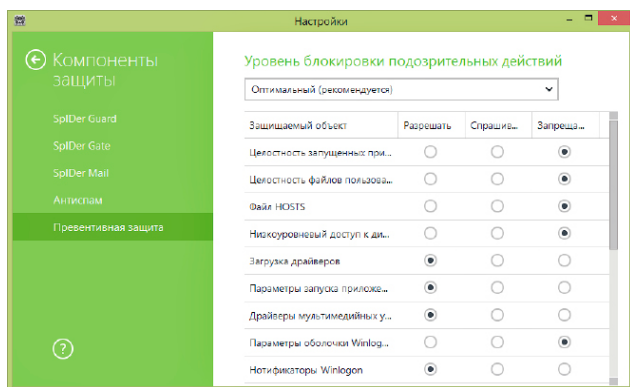 Настройки
Компоненты
защиты
SpIDer Guard
SpIDer Gate
SpIDer Mail
Антиспам
Превентивная защита
?
Уровень блокировки подозрительных действий
Оптимальный (рекомендуется)
Защищаемый объект Разрешать Спрашив... Запреща...
Целостность запущенных при...
Целостность файлов пользова...
Файл HOSTS
Низкоуровневый доступ к ди...
Загрузка драйверов
Параметры запуска приложе...
Драйверы мультимедийных у...
Параметры оболочки Winlog...
Нотификаторы Winlogon